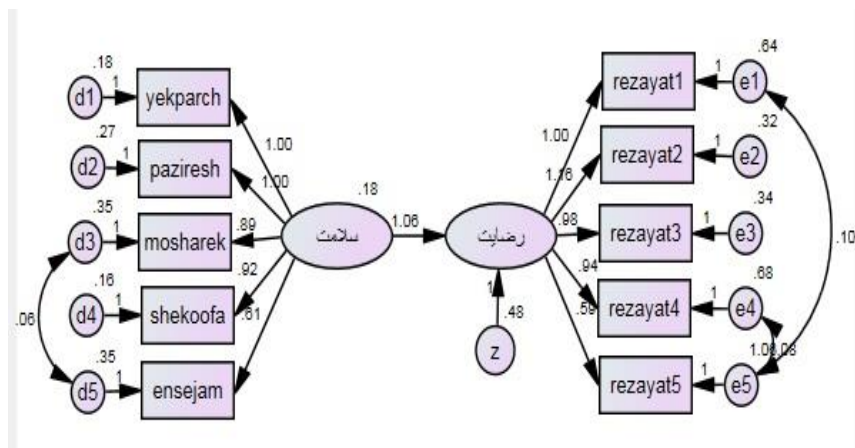 .18
d1 1 yekparch
.27
d2 1 paziresh
.35
d3 1 mosharek
.16
d4 1 shekoofa
.35
d5 1 ensejam
.06
1.00
1.00
.89
.92
.61
.18
سلامت
1.06
رضایت
1
.48
z
1.00
1.16
.98
.94
.59
.64
rezayat1 1 e1
.32
rezayat2 1 e2
.34
rezayat3 1 e3
.68
rezayat4 1 e4
rezayat5 1 e5
.10